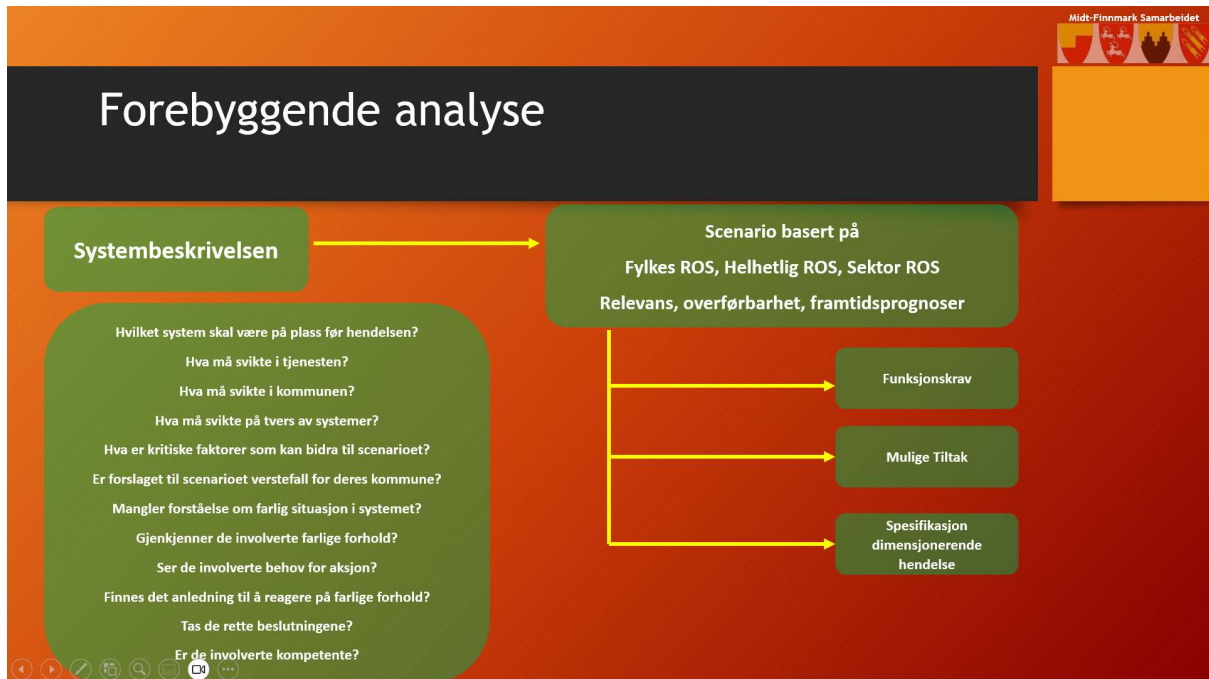 Midt-Finnmark Samarbeidet
Forebyggende analyse
Systembeskrivelsen
Hvilket system skal være på plass før hendelsen?
Hva må svikte i tjenesten?
Hva må svikte i kommunen?
Hva må svikte på tvers av systemer?
Hva er kritiske faktorer som kan bidra til scenarioet?
Er forslaget til scenarioet verstefall for deres kommune?
Mangler forståelse om farlig situasjon i systemet?
Gjenkjenner de involverte farlige forhold?
Ser de involverte behov for aksjon?
Finnes det anledning til å reagere på farlige forhold?
Tas de rette beslutningene?
Er de involverte kompetente?
Scenario basert på
Fylkes ROS, Helhetlig ROS, Sektor ROS
Relevans, overførbarhet, framtidsprognoser
Funksjonskrav
Mulige Tiltak
Spesifikasjon
dimensjonerende
hendelse